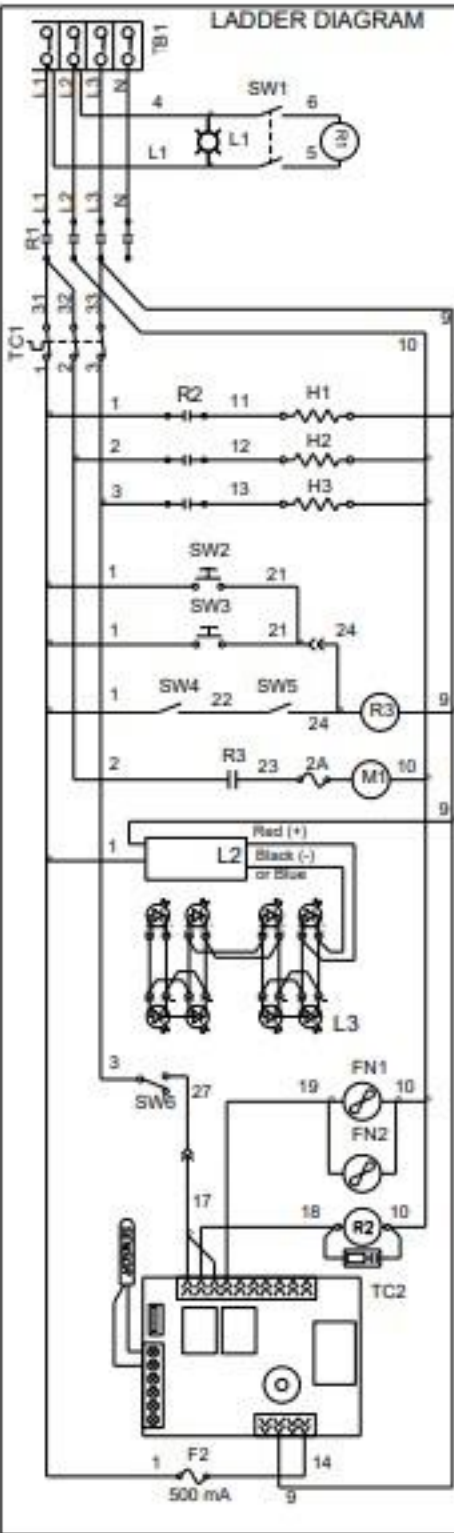 LADDER DIAGRAM
TB1
L1 L2 L3 N
4 SW1 6
L1 L1 5 R1
L1 L2 L3 N
R1
31 32 33
9
TC1
10
1 2 3
1 R2 11 H1
2 12 H2
3 13 H3
SW2
1 21
SW3
1 21 24
SW4 SW5
1 22 24 R3 9
R3 2A
2 23 M1 10
9
Red (+)
1 L2 Black (-)
or Blue
L3
FN1
3 27 19 10
SW6
FN2
17 18 R2 10
SENSOR
TC2
F2
1 14
500 mA 9